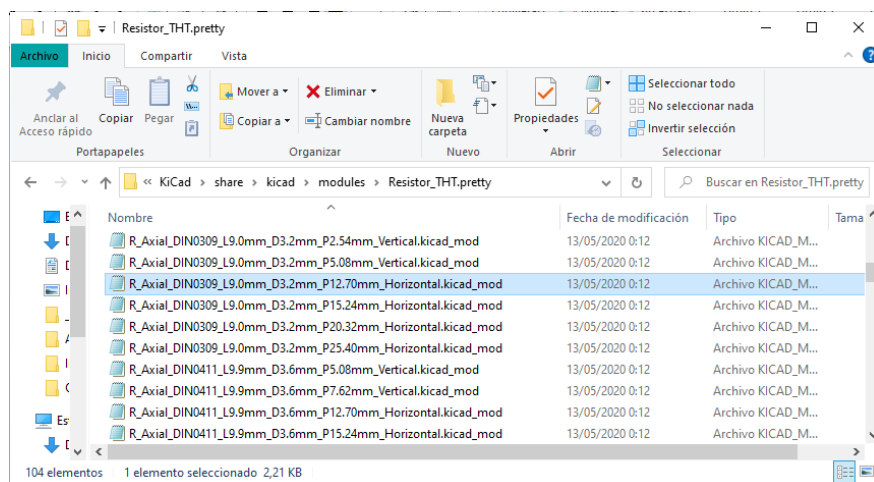 Resistor_THT.pretty
Archivo Inicio Compartir Vista
Anclar al Acceso rápido
Copiar
Pegar
Mover a
Copiar a
Eliminar
Cambiar nombre
Nueva carpeta
Propiedades
Seleccionar todo
No seleccionar nada
Invertir selección
Portapapeles Organizar Nuevo Abrir Seleccionar
« KiCad > share > kicad > modules > Resistor_THT.pretty
Buscar en Resistor_THT.pretty
Nombre Fecha de modificación Tipo Tama
R_Axial_DIN0309_L9.0mm_D3.2mm_P2.54mm_Vertical.kicad_mod 13/05/2020 0:12 Archivo KICAD_M...
R_Axial_DIN0309_L9.0mm_D3.2mm_P5.08mm_Vertical.kicad_mod 13/05/2020 0:12 Archivo KICAD_M...
R_Axial_DIN0309_L9.0mm_D3.2mm_P12.70mm_Horizontal.kicad_mod 13/05/2020 0:12 Archivo KICAD_M...
R_Axial_DIN0309_L9.0mm_D3.2mm_P15.24mm_Horizontal.kicad_mod 13/05/2020 0:12 Archivo KICAD_M...
R_Axial_DIN0309_L9.0mm_D3.2mm_P20.32mm_Horizontal.kicad_mod 13/05/2020 0:12 Archivo KICAD_M...
R_Axial_DIN0309_L9.0mm_D3.2mm_P25.40mm_Horizontal.kicad_mod 13/05/2020 0:12 Archivo KICAD_M...
R_Axial_DIN0411_L9.9mm_D3.6mm_P5.08mm_Vertical.kicad_mod 13/05/2020 0:12 Archivo KICAD_M...
R_Axial_DIN0411_L9.9mm_D3.6mm_P7.62mm_Vertical.kicad_mod 13/05/2020 0:12 Archivo KICAD_M...
R_Axial_DIN0411_L9.9mm_D3.6mm_P12.70mm_Horizontal.kicad_mod 13/05/2020 0:12 Archivo KICAD_M...
R_Axial_DIN0411_L9.9mm_D3.6mm_P15.24mm_Horizontal.kicad_mod 13/05/2020 0:12 Archivo KICAD_M...
104 elementos 1 elemento seleccionado 2,21 KB